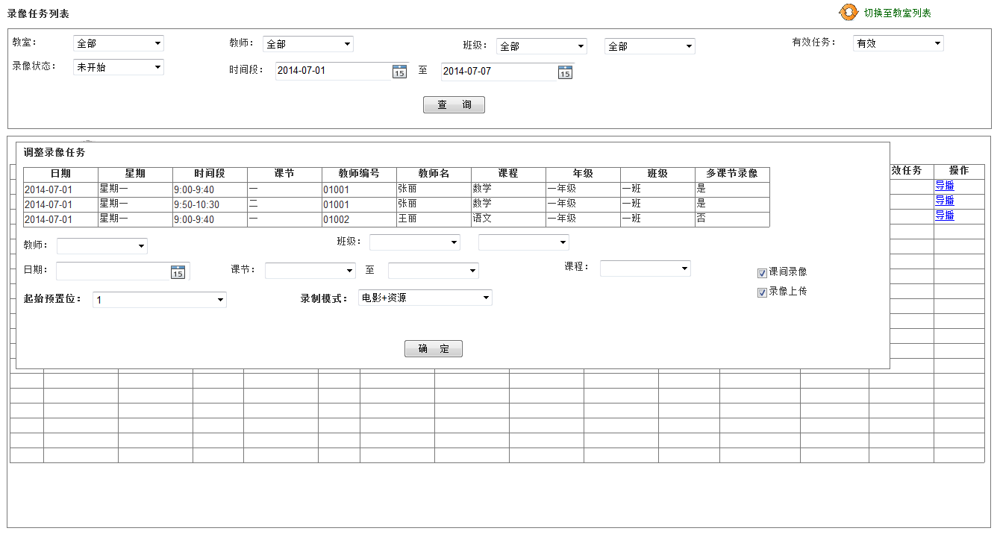 录像任务列表 切换至教室列表
教室： 全部 教师： 全部 班级： 全部 全部 有效任务： 有效
录像状态： 未开始 时间段： 2014-07-01 15 至 2014-07-07 15
查 询
调整录像任务
日期 星期 时间段 课节 教师编号 教师名 课程 年级 班级 多课节录像 效任务 操作
2014-07-01 星期一 9:00-9:40 一 01001 张丽 数学 一年级 一班 是 导播
2014-07-01 星期一 9:50-10:30 二 01001 张丽 数学 一年级 一班 是 导播
2014-07-01 星期一 9:00-9:40 一 01002 王丽 语文 一年级 一班 否 导播
教师： 班级：
日期： 15 课节： 至 课程： 课间录像
录像上传
起始预置位： 1 录制模式： 电影+资源
确 定